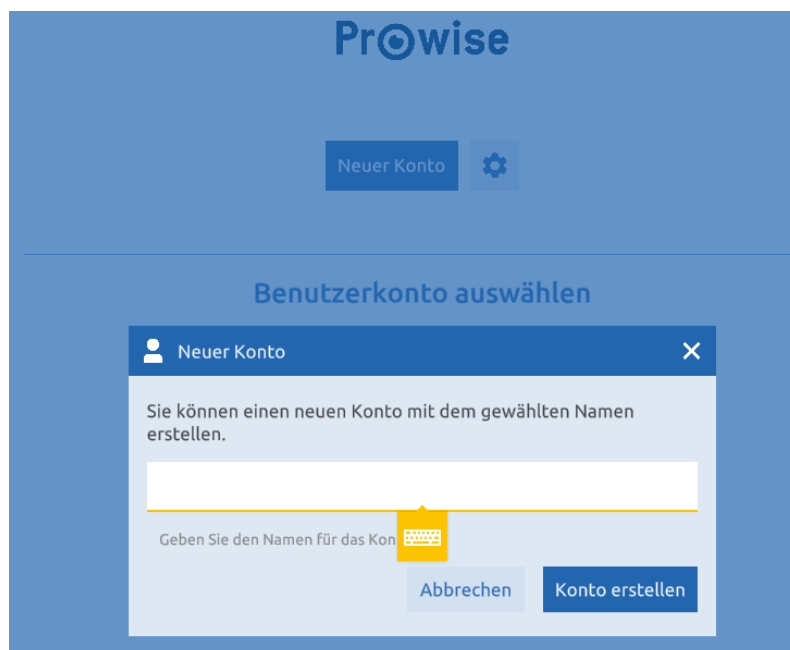 Prowise
Neuer Konto
Benutzerkonto auswählen
Neuer Konto
Sie können einen neuen Konto mit dem gewählten Namen
erstellen.
Geben Sie den Namen für das Kon
Abbrechen
Konto erstellen